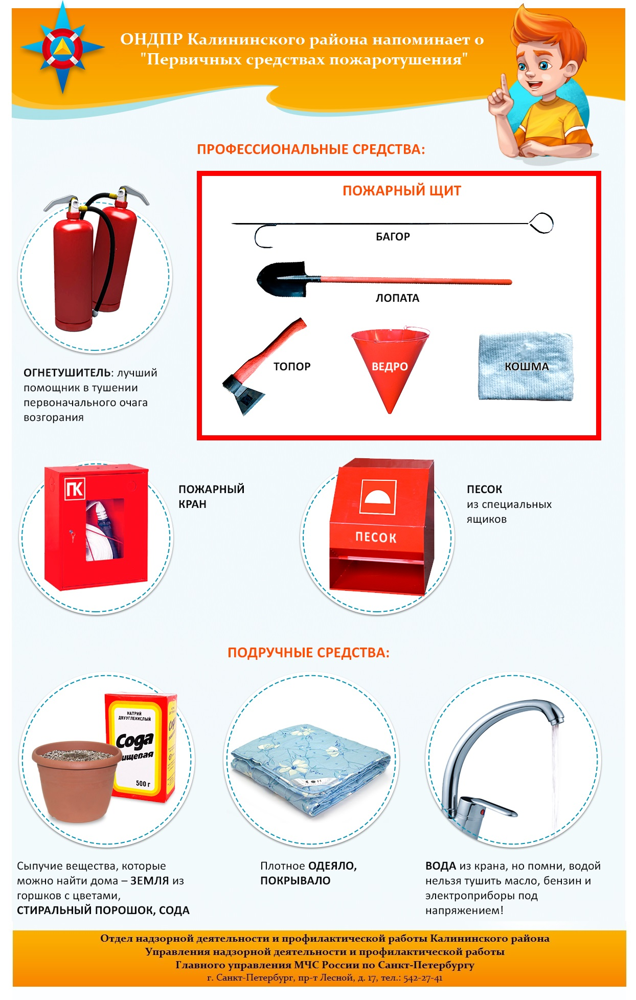 ОНДПР Калининского района напоминает о
"Первичных средствах пожаротушения"
ПРОФЕССИОНАЛЬНЫЕ СРЕДСТВА:
ПОЖАРНЫЙ ЩИТ
БАГОР
ЛОПАТА
ТОПОР
ВЕДРО
КОШМА
ОГНЕТУШИТЕЛЬ: лучший
помощник в тушении
первоначального очага
возгорания
ПК
ПОЖАРНЫЙ
КРАН
ПЕСОК
ПЕСОК
из специальных
ящиков
ПОДРУЧНЫЕ СРЕДСТВА:
НАТРИЙ
ДВУУГЛЕКИСЛЫЙ
Сода
пищевая
500 г
СОН
Сыпучие вещества, которые
можно найти дома – ЗЕМЛЯ из
горшков с цветами,
СТИРАЛЬНЫЙ ПОРОШОК, СОДА
Плотное ОДЕЯЛО,
ПОКРЫВАЛО
ВОДА из крана, но помни, водой
нельзя тушить масло, бензин и
электроприборы под
напряжением!
Отдел надзорной деятельности и профилактической работы Калининского района
Управления надзорной деятельности и профилактической работы
Главного управления МЧС России по Санкт-Петербургу
г. Санкт-Петербург, пр-т Лесной, д. 17, тел.: 542-27-41